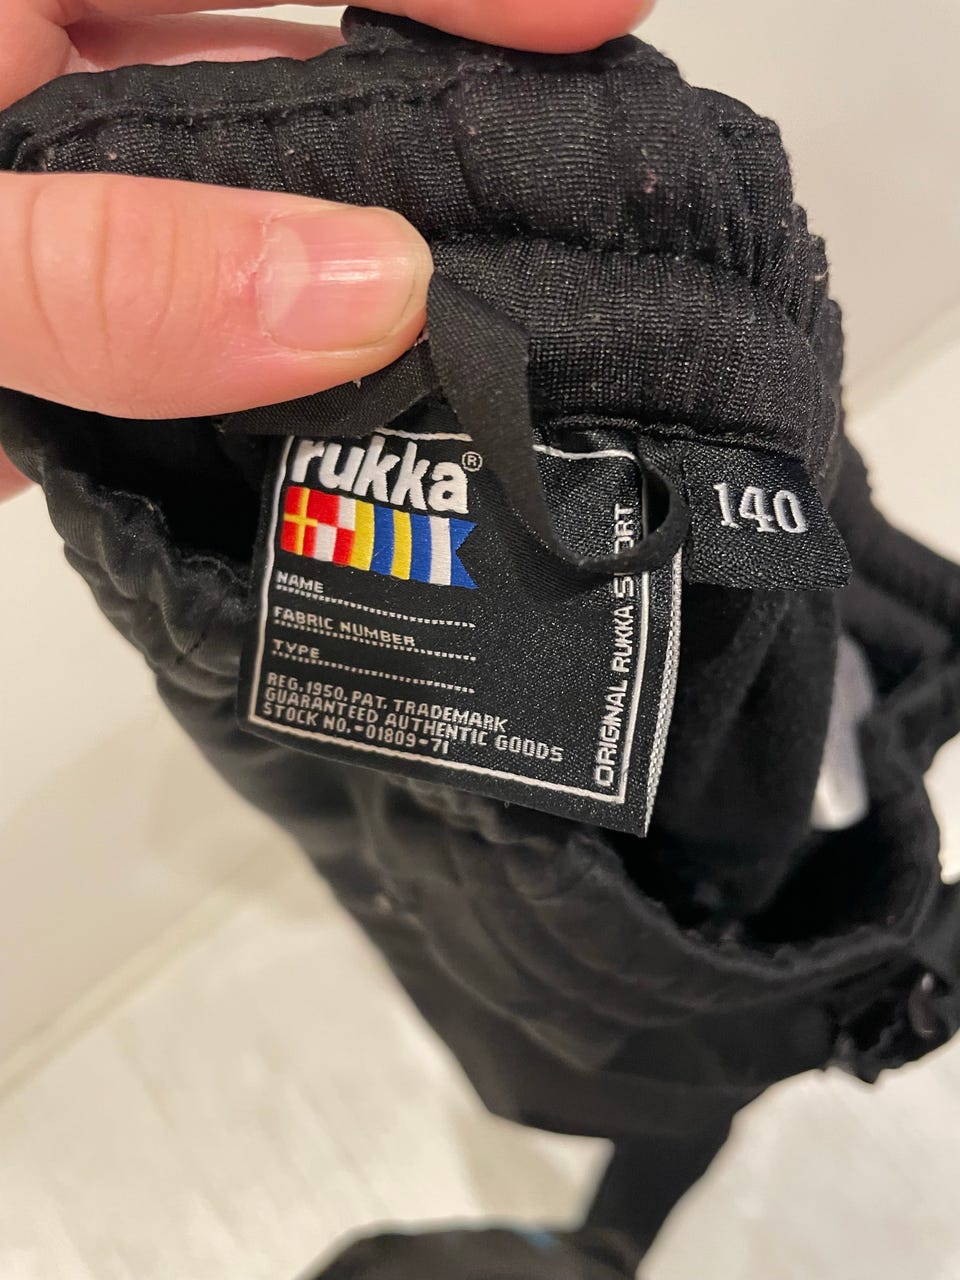 rukka®
140
NAME
FABRIC NUMBER
TYPE
REG.1950. PAT. TRADEMARK
GUARANTEED AUTHENTIC GOODS
STOCK NO.-01809-71
ORIGINAL RUKKA SPORT